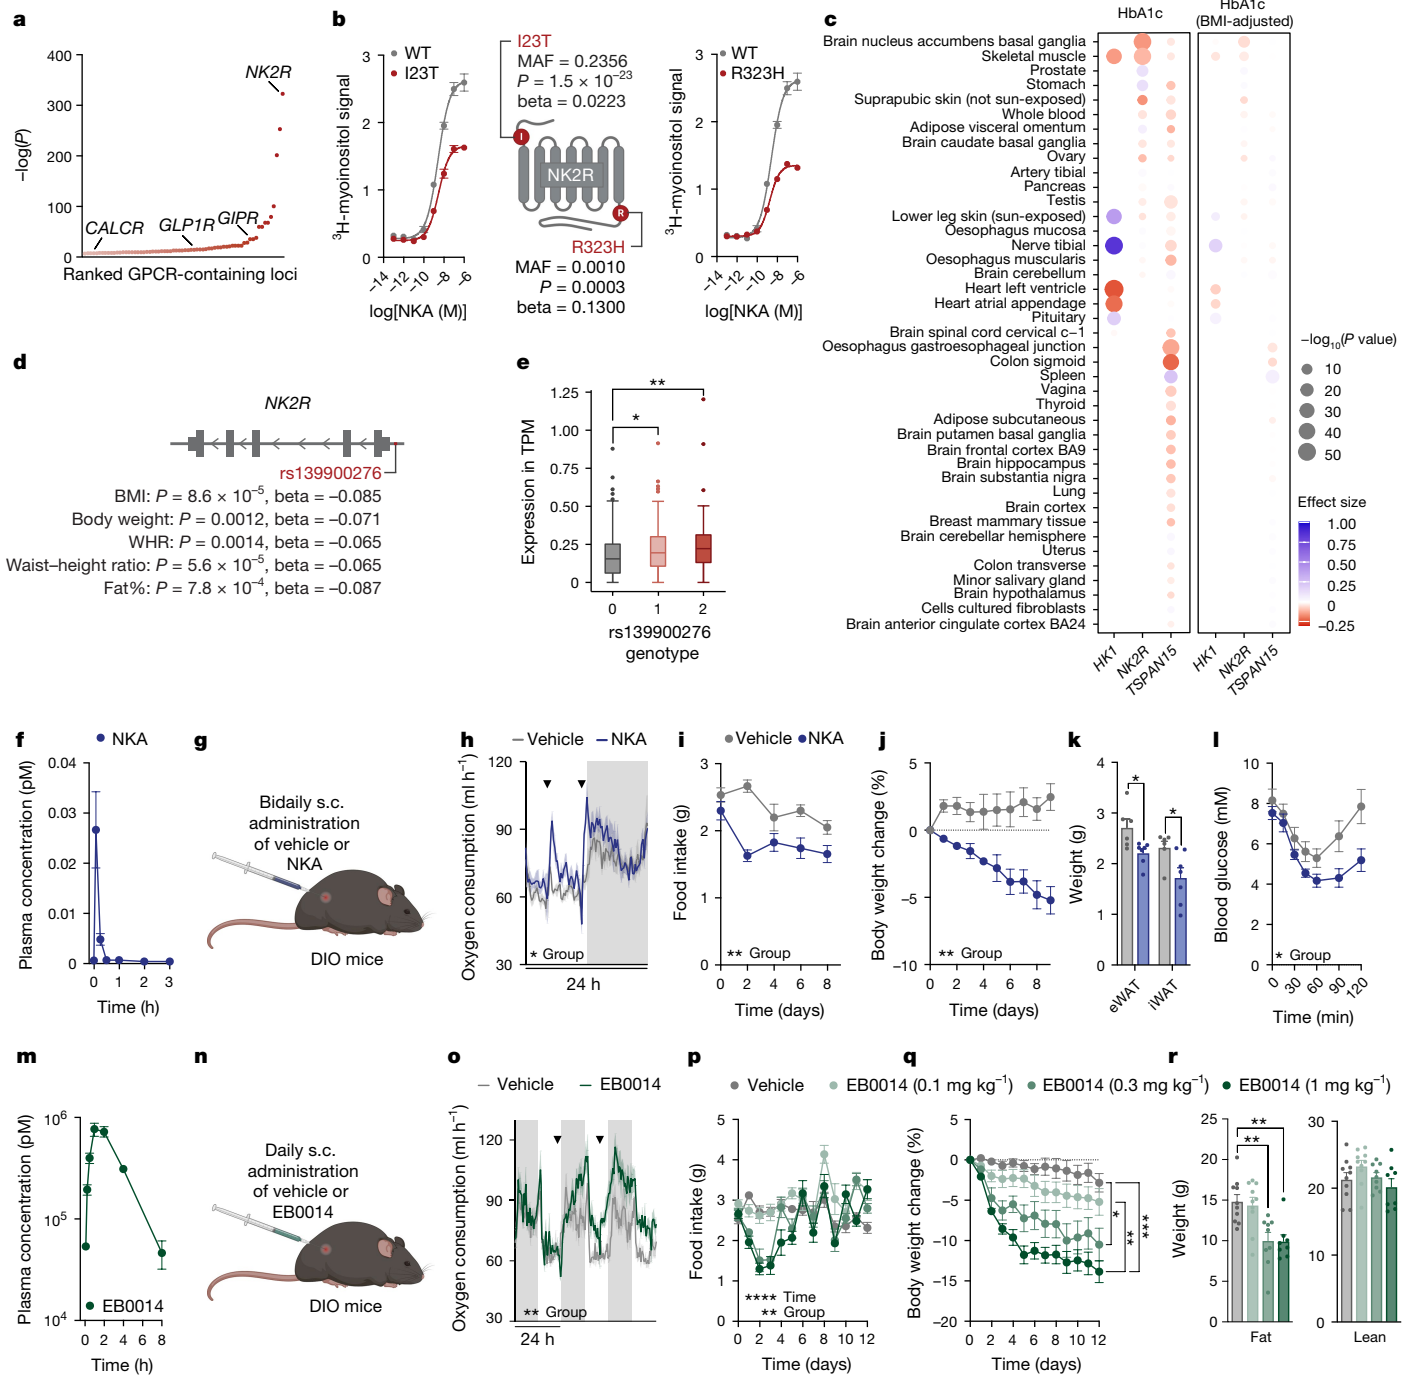 a
400
300
200
100
0
−log(P)
NK2R
CALCR
GLP1R
GIPR
Ranked GPCR-containing loci
b
WT
I23T
3
2
1
0
³H-myoinositol signal
−14
−12
−10
−8
−6
log[NKA (M)]
I23T
MAF = 0.2356
P = 1.5 × 10⁻²³
beta = 0.0223
I
NK2R
R
R323H
MAF = 0.0010
P = 0.0003
beta = 0.1300
WT
R323H
3
2
1
0
³H-myoinositol signal
−14
−12
−10
−8
−6
log[NKA (M)]
c
HbA1c
HbA1c
(BMI-adjusted)
Brain nucleus accumbens basal ganglia
Skeletal muscle
Prostate
Stomach
Suprapubic skin (not sun-exposed)
Whole blood
Adipose visceral omentum
Brain caudate basal ganglia
Ovary
Artery tibial
Pancreas
Testis
Lower leg skin (sun-exposed)
Oesophagus mucosa
Nerve tibial
Oesophagus muscularis
Brain cerebellum
Heart left ventricle
Heart atrial appendage
Pituitary
Brain spinal cord cervical c−1
Oesophagus gastroesophageal junction
Colon sigmoid
Spleen
Vagina
Thyroid
Adipose subcutaneous
Brain putamen basal ganglia
Brain frontal cortex BA9
Brain hippocampus
Brain substantia nigra
Lung
Brain cortex
Breast mammary tissue
Brain cerebellar hemisphere
Uterus
Colon transverse
Minor salivary gland
Brain hypothalamus
Cells cultured fibroblasts
Brain anterior cingulate cortex BA24
HK1
NK2R
TSPAN15
HK1
NK2R
TSPAN15
−log₁₀(P value)
10
20
30
40
50
Effect size
1.00
0.75
0.50
0.25
0
−0.25
d
NK2R
rs139900276
BMI: P = 8.6 × 10⁻⁵, beta = −0.085
Body weight: P = 0.0012, beta = −0.071
WHR: P = 0.0014, beta = −0.065
Waist–height ratio: P = 5.6 × 10⁻⁵, beta = −0.065
Fat%: P = 7.8 × 10⁻⁴, beta = −0.087
e
**
*
1.25
1.00
0.75
0.50
0.25
0
Expression in TPM
0
1
2
rs139900276
genotype
f
NKA
0.04
0.03
0.02
0.01
0
Plasma concentration (pM)
0
1
2
3
Time (h)
g
Bidaily s.c.
administration
of vehicle or
NKA
DIO mice
h
Vehicle
NKA
120
90
60
30
Oxygen consumption (ml h⁻¹)
* Group
24 h
i
Vehicle
NKA
3
2
1
0
Food intake (g)
** Group
0
2
4
6
8
Time (days)
j
5
0
−5
−10
Body weight change (%)
** Group
0
2
4
6
8
Time (days)
k
4
3
2
1
0
Weight (g)
*
*
eWAT
iWAT
l
10
8
6
4
2
0
Blood glucose (mM)
* Group
0
30
60
90
120
Time (min)
m
10⁶
10⁵
10⁴
Plasma concentration (pM)
EB0014
0
2
4
6
8
Time (h)
n
Daily s.c.
administration
of vehicle or
EB0014
DIO mice
o
Vehicle
EB0014
120
90
60
30
Oxygen consumption (ml h⁻¹)
** Group
24 h
p
Vehicle
EB0014 (0.1 mg kg⁻¹)
EB0014 (0.3 mg kg⁻¹)
EB0014 (1 mg kg⁻¹)
5
4
3
2
1
0
Food intake (g)
**** Time
** Group
0
2
4
6
8
10
12
Time (days)
q
5
0
−5
−10
−15
−20
Body weight change (%)
*
**
***
0
2
4
6
8
10
12
Time (days)
r
25
20
15
10
5
0
Weight (g)
**
**
Fat
30
20
10
0
Lean